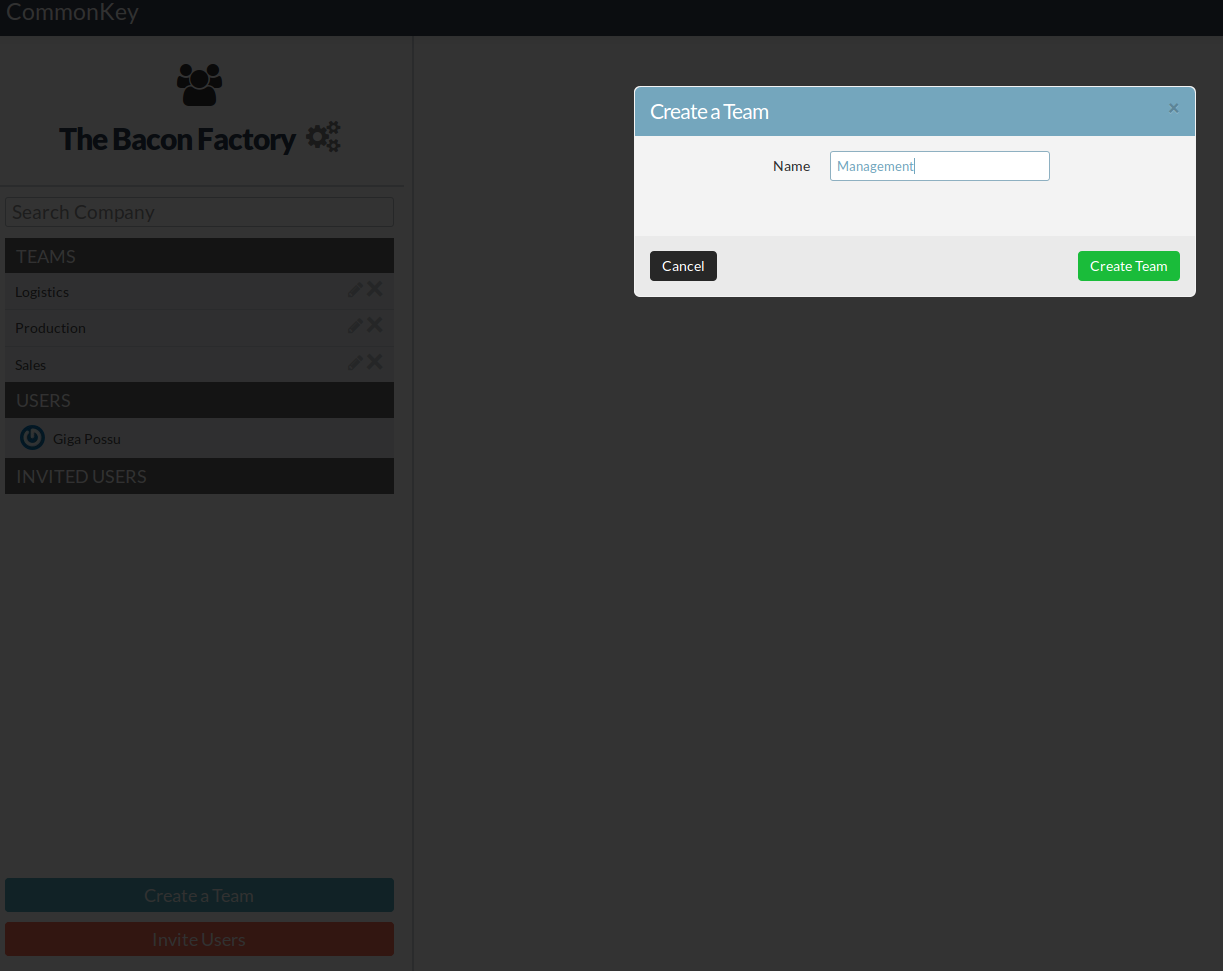 CommonKey
The Bacon Factory
Search Company
TEAMS
Logistics
Production
Sales
USERS
Giga Possu
INVITED USERS
Create a Team
Invite Users
Create a Team
×
Name
Management
Cancel
Create Team